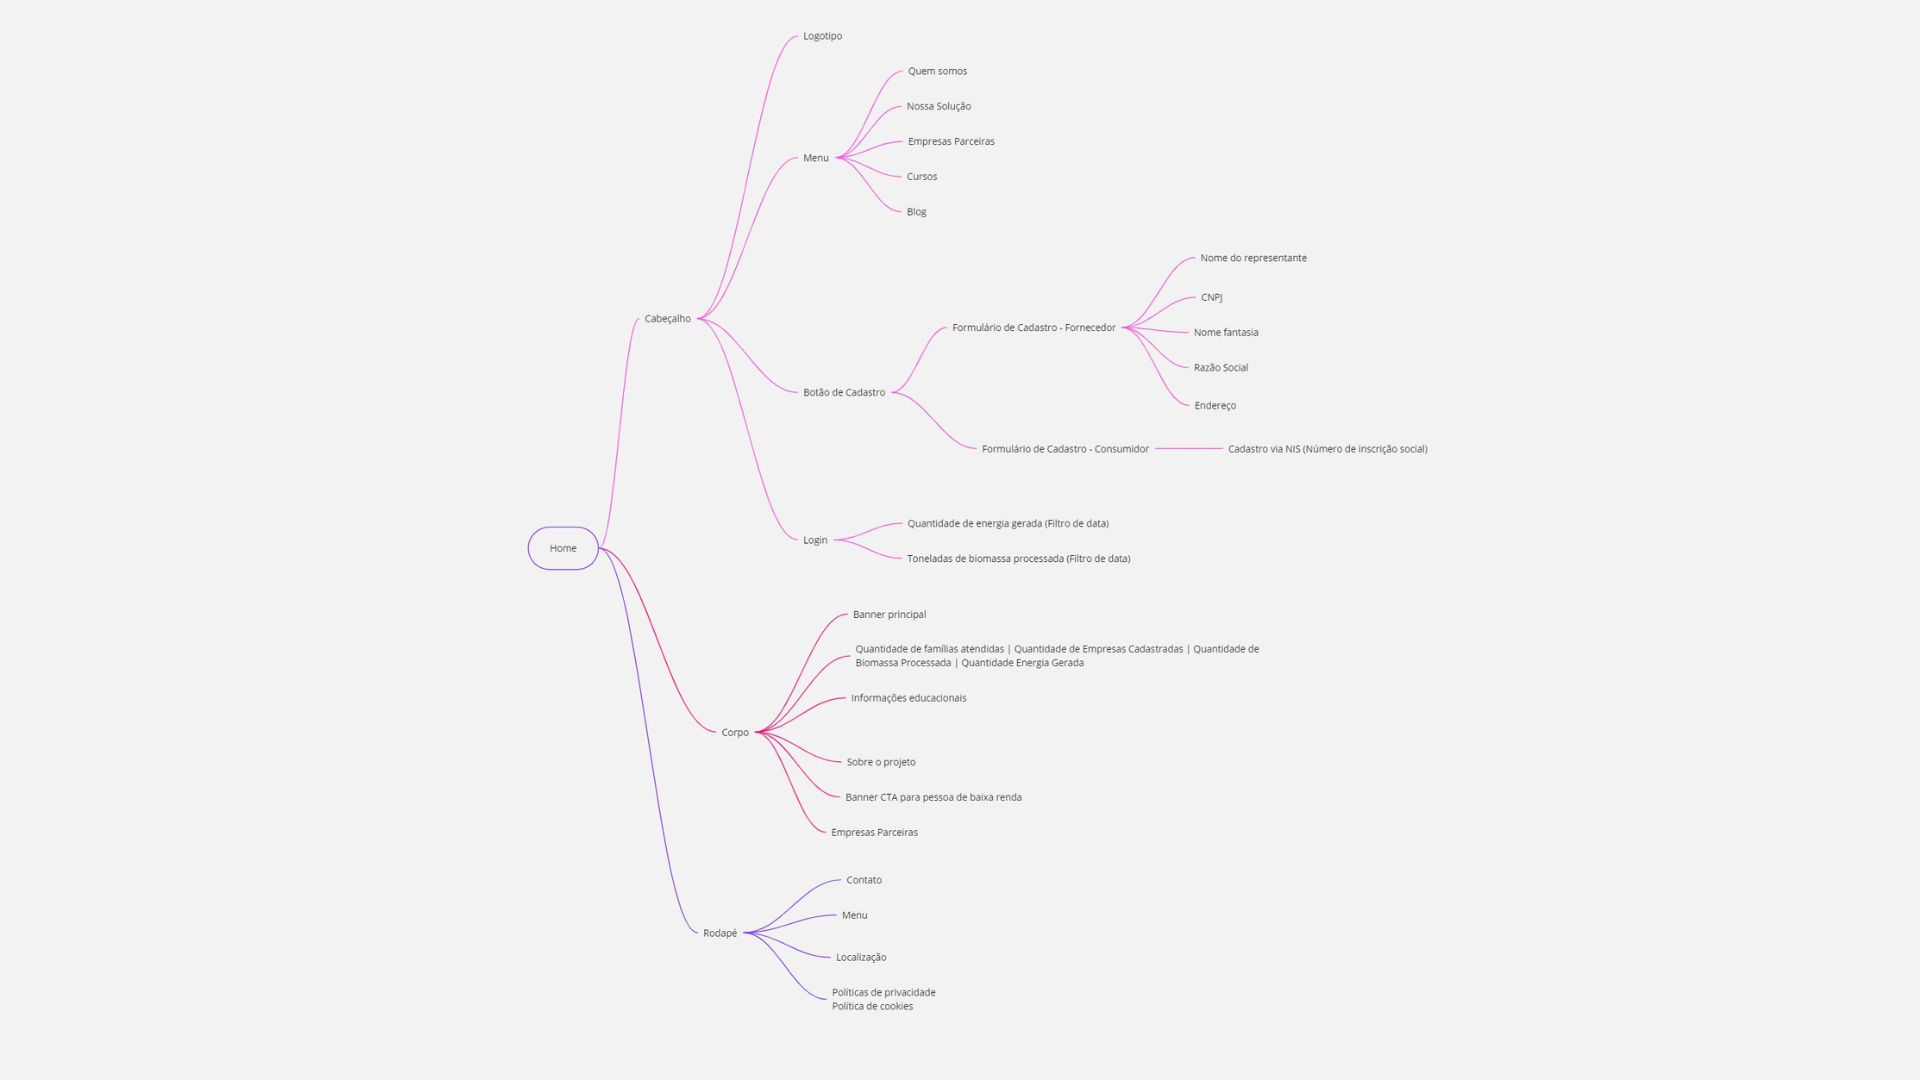 Logotipo
Quem somos
Nossa Solução
Empresas Parceiras
Menu
Cursos
Blog
Nome do representante
CNPJ
Cabeçalho
Formulário de Cadastro - Fornecedor
Nome fantasia
Razão Social
Botão de Cadastro
Endereço
Formulário de Cadastro - Consumidor
Cadastro via NIS (Número de inscrição social)
Quantidade de energia gerada (Filtro de data)
Login
Home
Toneladas de biomassa processada (Filtro de data)
Banner principal
Quantidade de famílias atendidas | Quantidade de Empresas Cadastradas | Quantidade de
Biomassa Processada | Quantidade Energia Gerada
Informações educacionais
Corpo
Sobre o projeto
Banner CTA para pessoa de baixa renda
Empresas Parceiras
Contato
Menu
Rodapé
Localização
Políticas de privacidade
Política de cookies